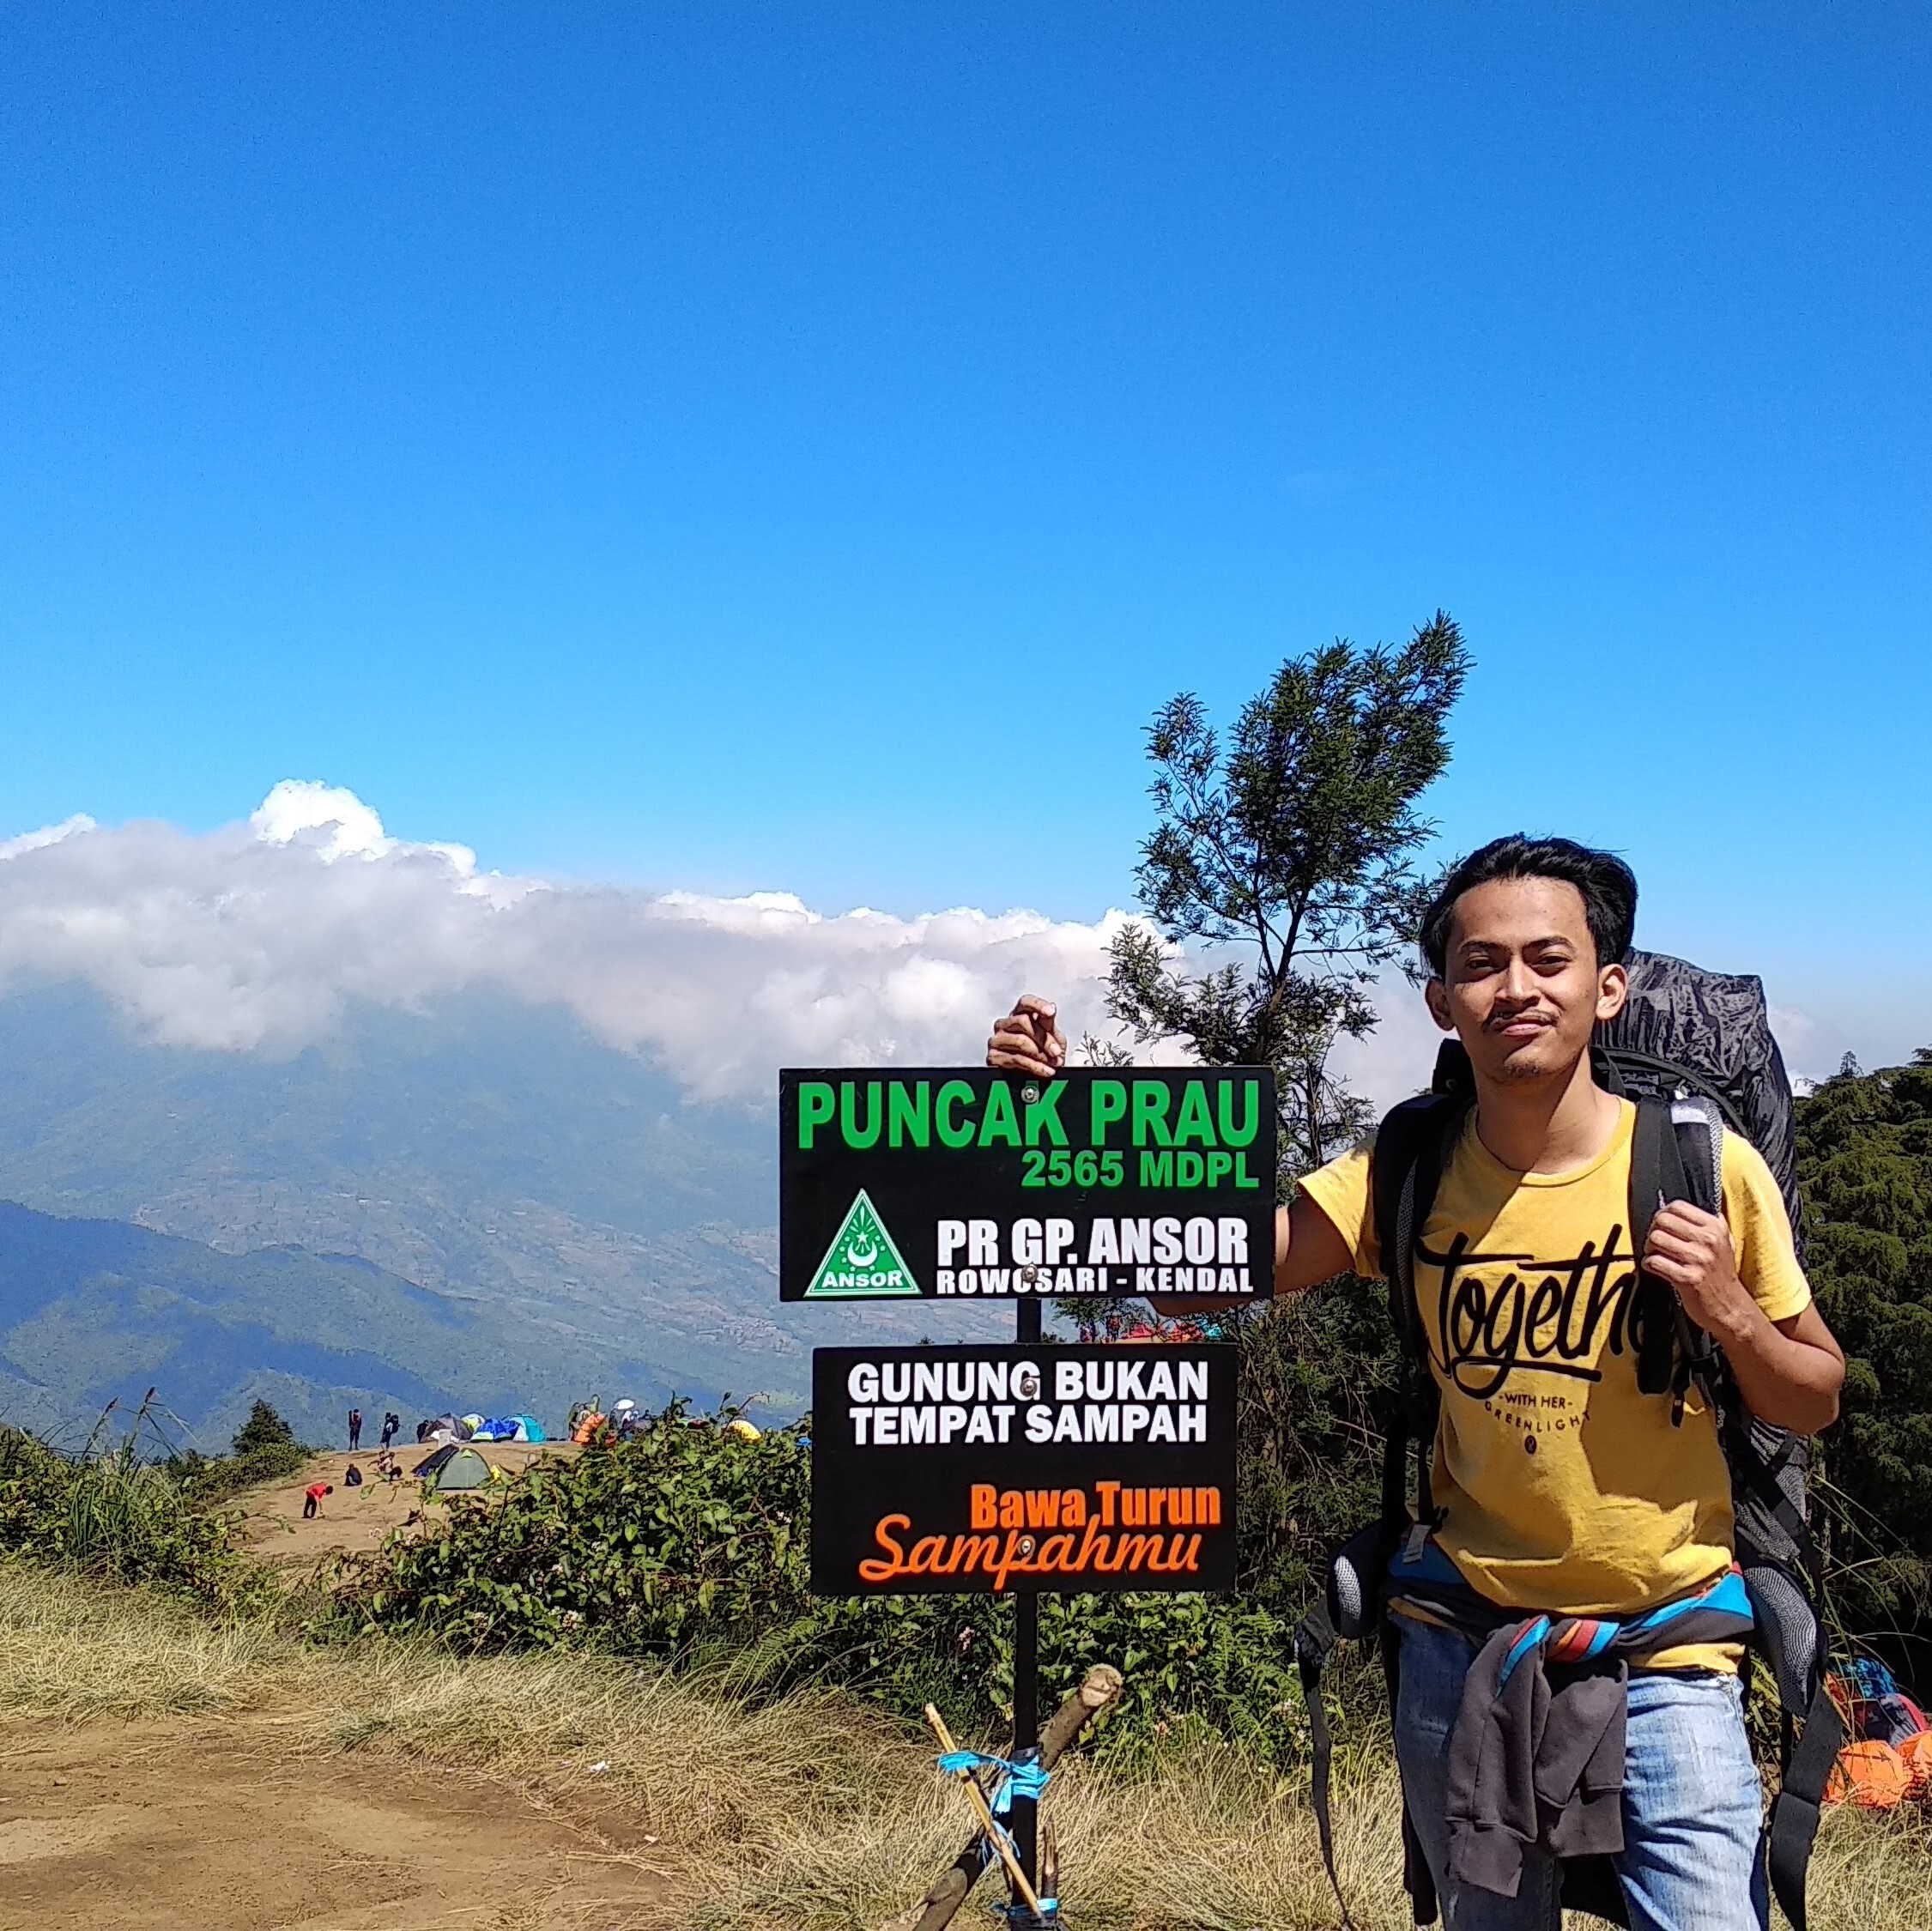 PUNCAK PRAU
2565 MDPL
ANSOR
PR GP. ANSOR
ROWOSARI - KENDAL
GUNUNG BUKAN
TEMPAT SAMPAH
Bawa Turun
Sampahmu
Togethe
-WITH HER-
GREENLIGHT